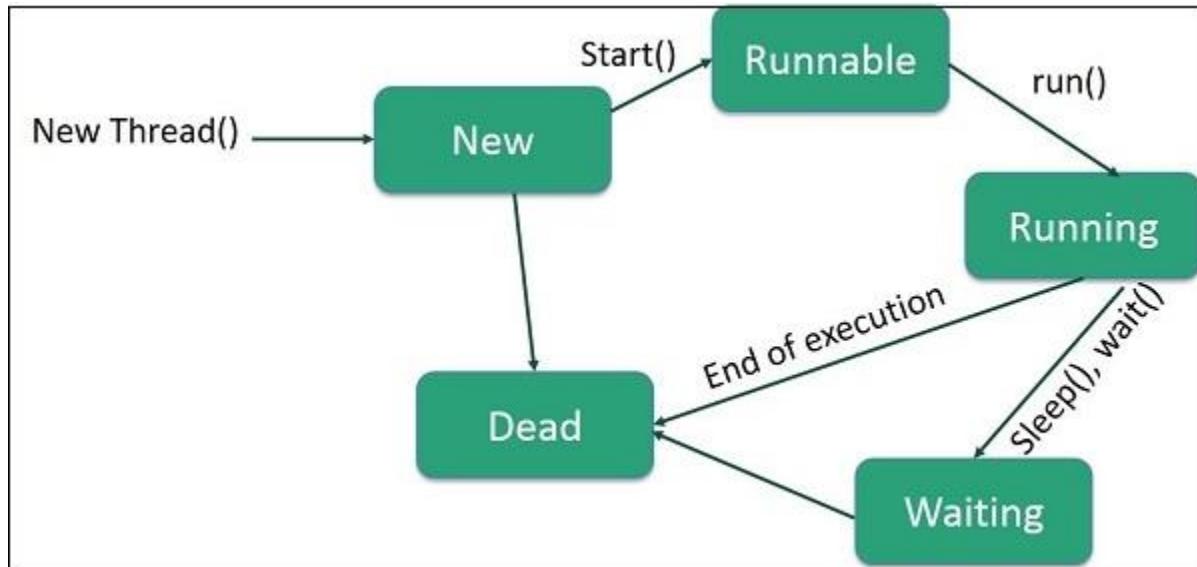 Start()
Runnable
run()
New Thread()
New
Running
End of execution
Sleep(), wait()
Dead
Waiting